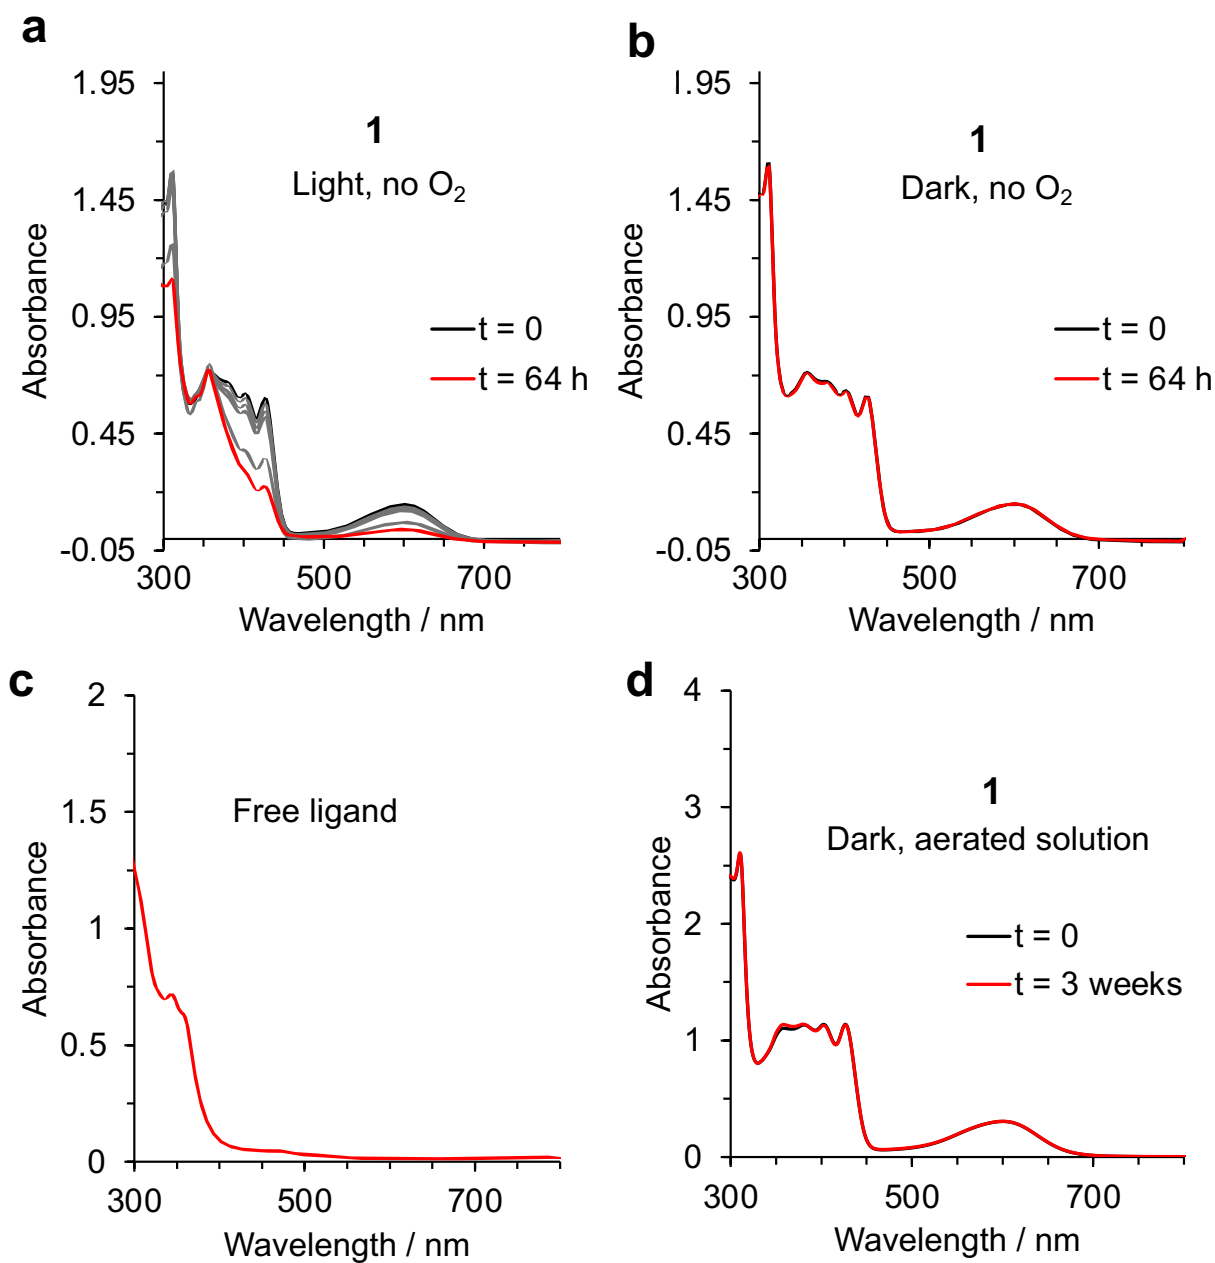 a
1.95
1.45
0.95
0.45
-0.05
Absorbance
1
Light, no O₂
t = 0
t = 64 h
300
500
700
Wavelength / nm
b
1.95
1.45
0.95
0.45
-0.05
Absorbance
1
Dark, no O₂
t = 0
t = 64 h
300
500
700
Wavelength / nm
c
2
1.5
1
0.5
0
Absorbance
Free ligand
300
500
700
Wavelength / nm
d
4
3
2
1
0
Absorbance
1
Dark, aerated solution
t = 0
t = 3 weeks
300
500
700
Wavelength / nm